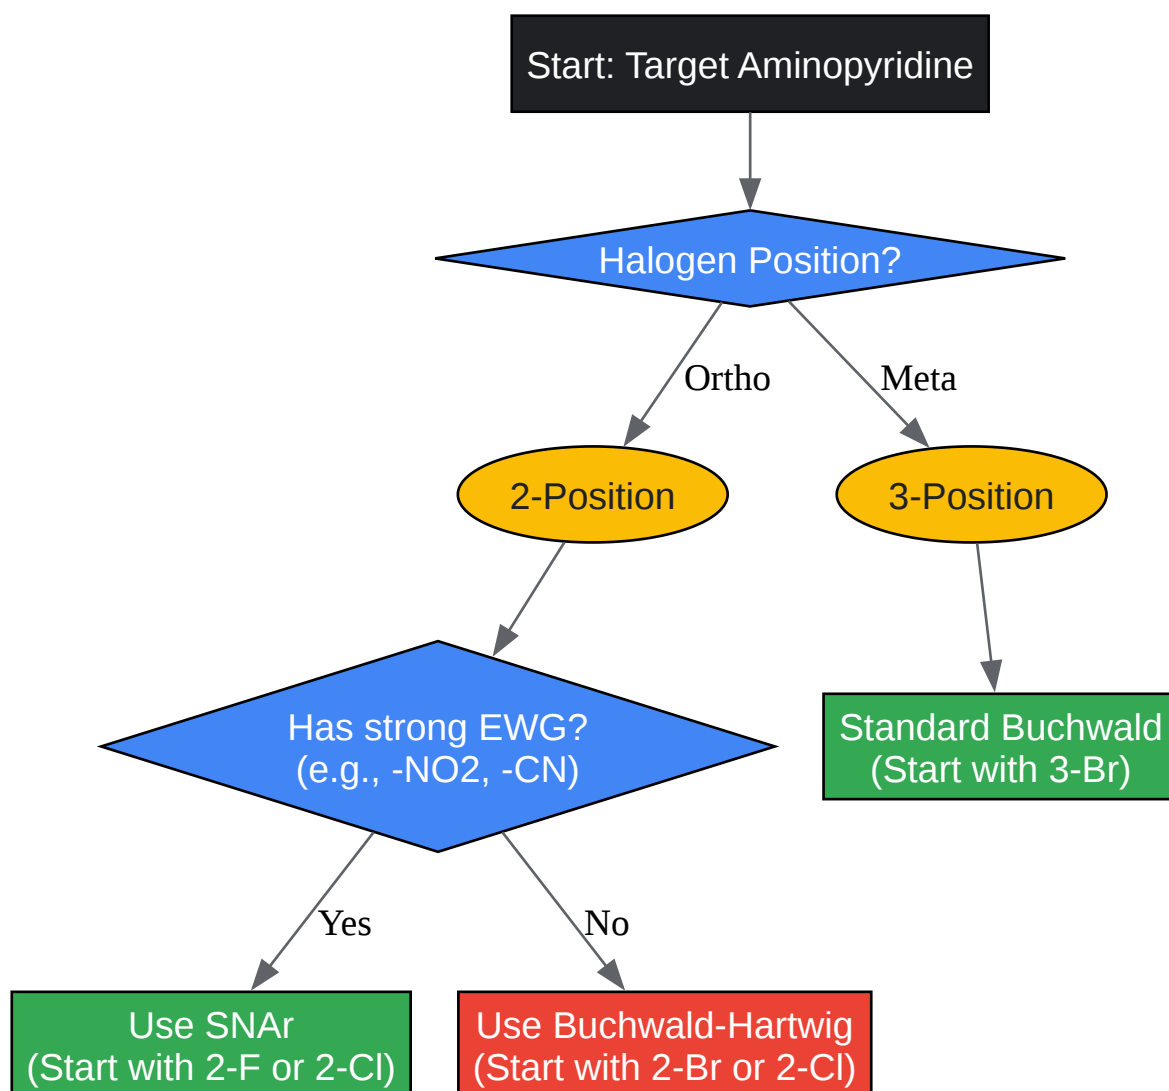 Start: Target Aminopyridine
Halogen Position?
Ortho
Meta
2-Position
3-Position
Has strong EWG?
(e.g., -NO2, -CN)
Standard Buchwald
(Start with 3-Br)
Yes
No
Use SNAr
(Start with 2-F or 2-Cl)
Use Buchwald-Hartwig
(Start with 2-Br or 2-Cl)